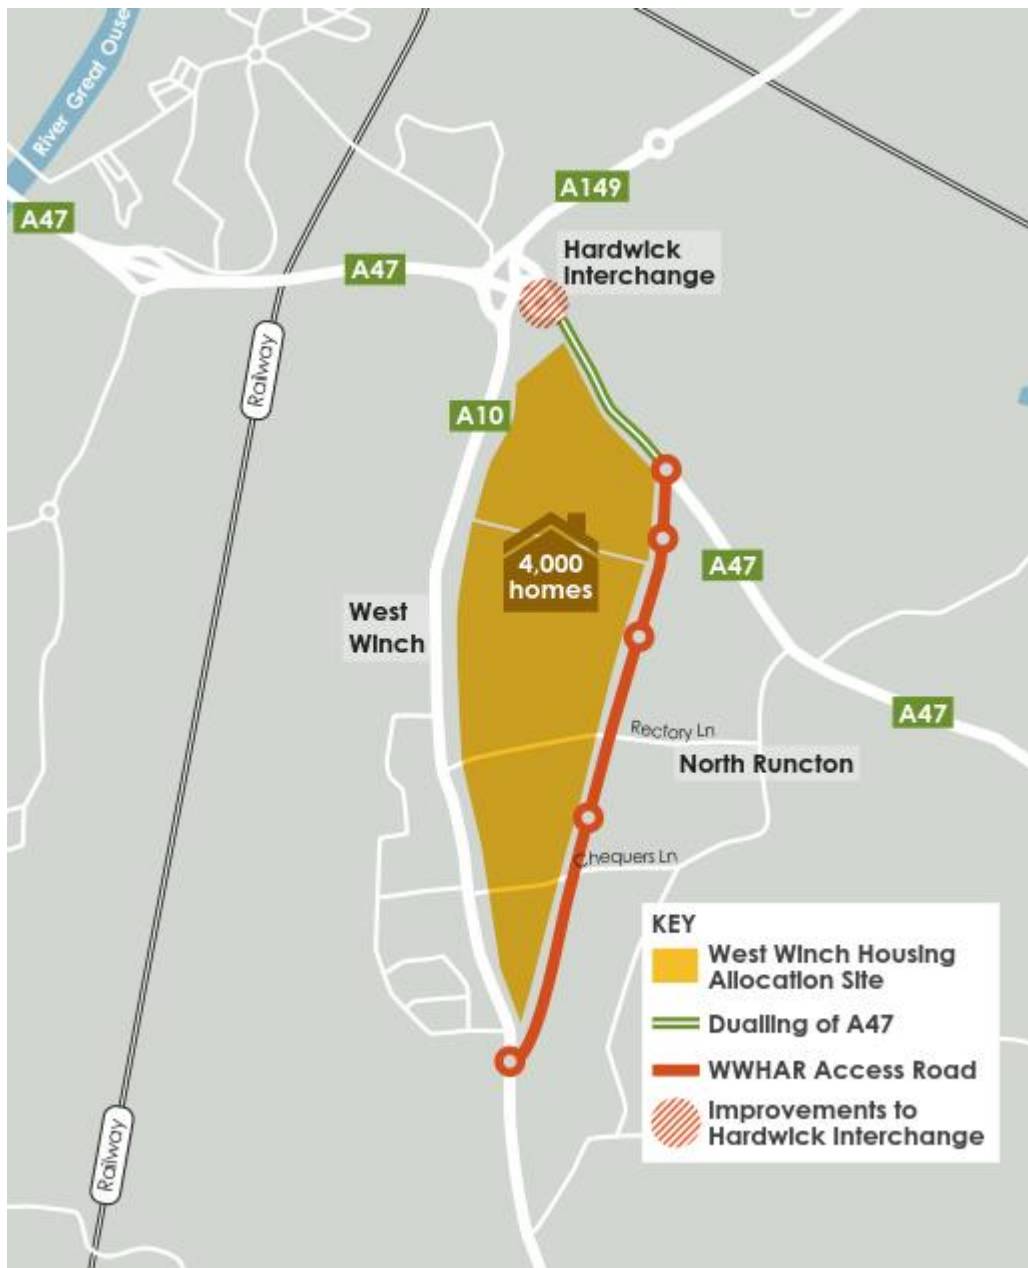 River Great Ouse
A47
A149
A47
Hardwick
Interchange
Railway
A10
4,000
homes
A47
West
Winch
A47
Rectory Ln
North Runcton
Chequers Ln
Railway
KEY
West Winch Housing
Allocation Site
Dualling of A47
WWHAR Access Road
Improvements to
Hardwick Interchange